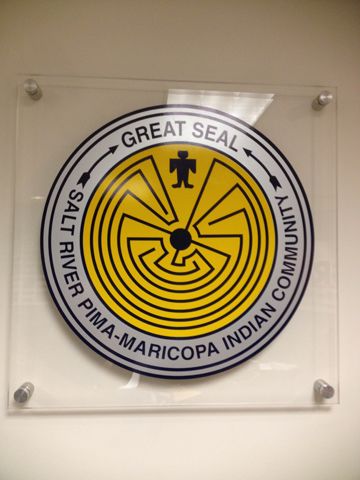 GREAT SEAL
SALT RIVER PIMA-MARICOPA INDIAN COMMUNITY